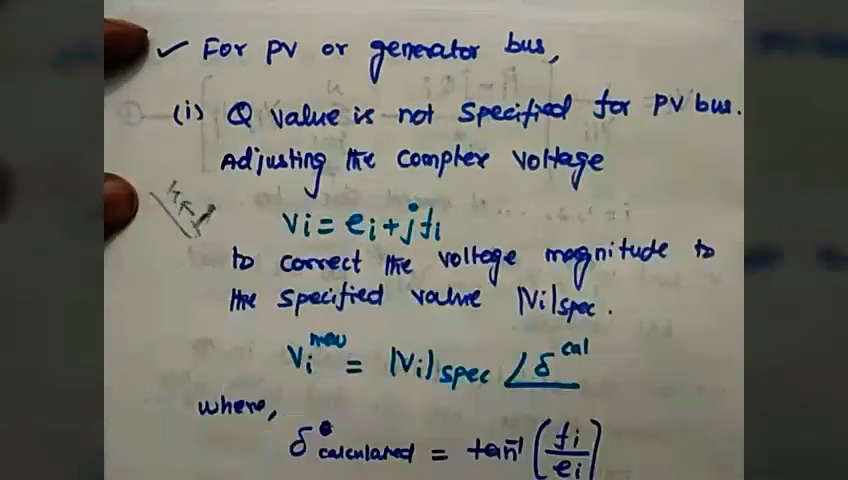 ✓ For PV or generator bus,
(i) Q value is not specified for PV bus.
Adjusting the complex voltage
Vi = ei + jfi
to correct the voltage magnitude to
the specified value |Vi|spec.
Vi^new = |Vi|spec ∠δ^cal
where,
δ calculated = tan⁻¹ (fi/ei)